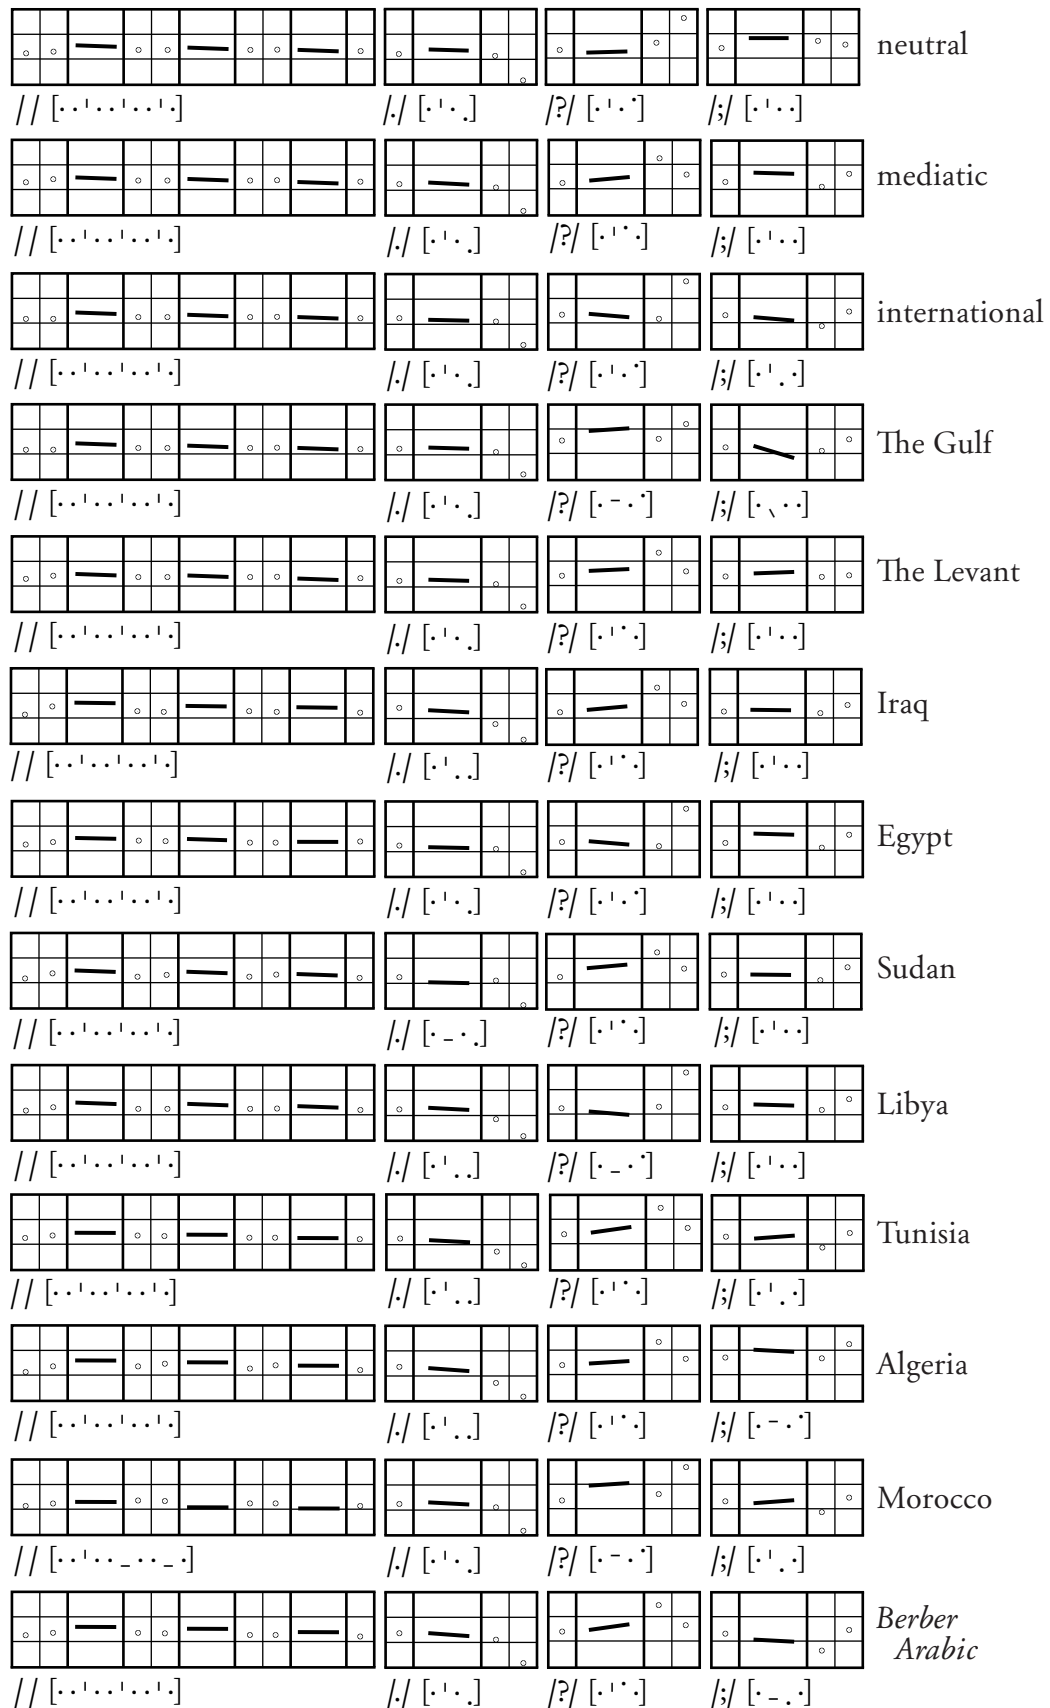 neutral
/ / [· · ˈ · · ˈ · · ˈ ·] /./ [· ˈ · .] /?/ [· ˈ · ˙] /;/ [· ˈ · ·]
mediatic
/ / [· · ˈ · · ˈ · · ˈ ·] /./ [· ˈ · .] /?/ [· ˈ ˙ ·] /;/ [· ˈ · ·]
international
/ / [· · ˈ · · ˈ · · ˈ ·] /./ [· ˈ · .] /?/ [· ˈ · ˙] /;/ [· ˈ . ·]
The Gulf
/ / [· · ˈ · · ˈ · · ˈ ·] /./ [· ˈ · .] /?/ [· ⁻ · ˙] /;/ [· ˎ · ·]
The Levant
/ / [· · ˈ · · ˈ · · ˈ ·] /./ [· ˈ · .] /?/ [· ˈ ˙ ·] /;/ [· ˈ · ·]
Iraq
/ / [· · ˈ · · ˈ · · ˈ ·] /./ [· ˈ . .] /?/ [· ˈ ˙ ·] /;/ [· ˈ · ·]
Egypt
/ / [· · ˈ · · ˈ · · ˈ ·] /./ [· ˈ · .] /?/ [· ˈ · ˙] /;/ [· ˈ · ·]
Sudan
/ / [· · ˈ · · ˈ · · ˈ ·] /./ [· _ · .] /?/ [· ˈ ˙ ·] /;/ [· ˈ · ·]
Libya
/ / [· · ˈ · · ˈ · · ˈ ·] /./ [· ˈ . .] /?/ [· _ · ˙] /;/ [· ˈ · ·]
Tunisia
/ / [· · ˈ · · ˈ · · ˈ ·] /./ [· ˈ . .] /?/ [· ˈ ˙ ·] /;/ [· ˈ . ·]
Algeria
/ / [· · ˈ · · ˈ · · ˈ ·] /./ [· ˈ . .] /?/ [· ˈ ˙ ·] /;/ [· ⁻ · ˙]
Morocco
/ / [· · ˈ · · _ · · _ ·] /./ [· ˈ · .] /?/ [· ⁻ · ˙] /;/ [· ˈ . ·]
Berber
Arabic
/ / [· · ˈ · · ˈ · · ˈ ·] /./ [· ˈ · .] /?/ [· ˈ ˙ ·] /;/ [· _ . ·]